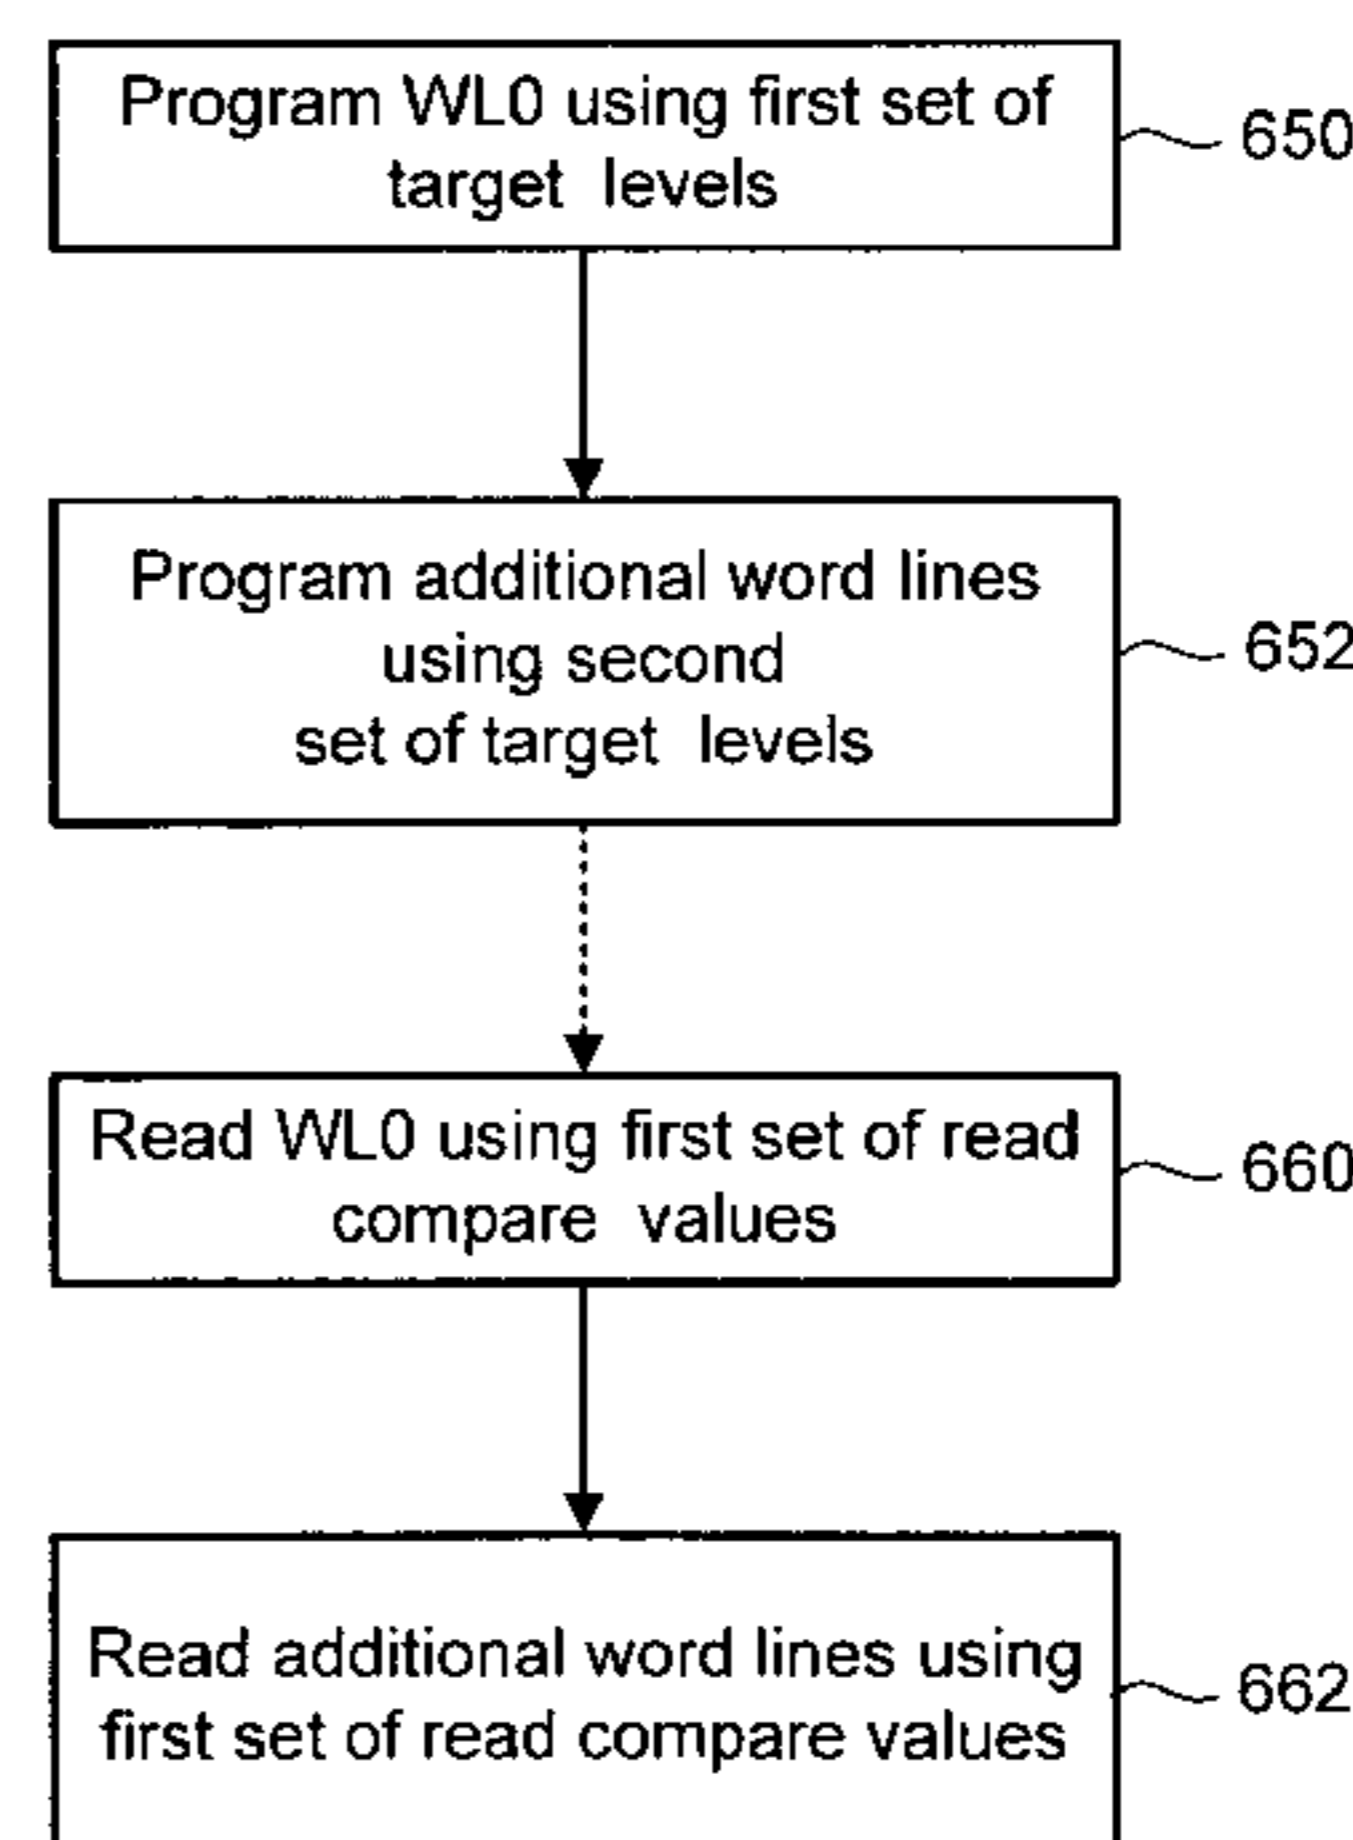 Program WL0 using first set of
target levels
650
Program additional word lines
using second
set of target levels
652
Read WL0 using first set of read
compare values
660
Read additional word lines using
first set of read compare values
662